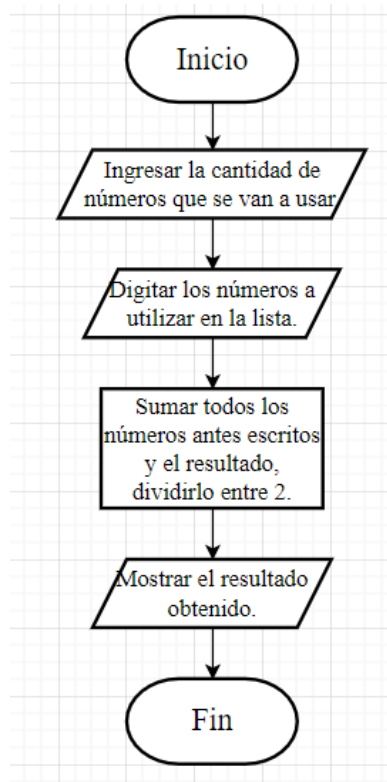 Inicio
Ingresar la cantidad de
números que se van a usar
Digitar los números a
utilizar en la lista.
Sumar todos los
números antes escritos
y el resultado,
dividirlo entre 2.
Mostrar el resultado
obtenido.
Fin